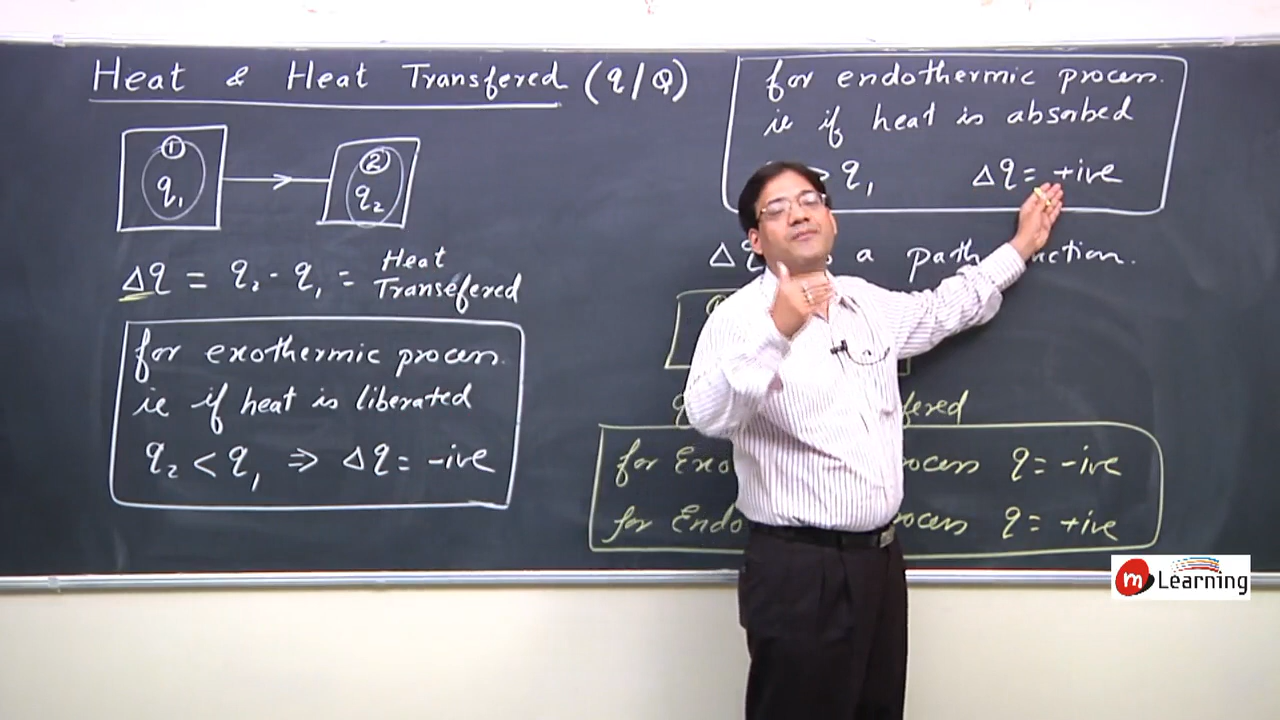 Heat & Heat Transfered (q/Q)
① ②
q₁ q₂
Δq = q₂ - q₁ = Heat
Transefered
for exothermic process.
ie if heat is liberated
q₂ < q₁ ⇒ Δq = -ive
for endothermic process.
ie if heat is absorbed
> q₁ Δq = +ive
Δq a path
for Exo q = -ive
for Endo q = +ive
m Learning